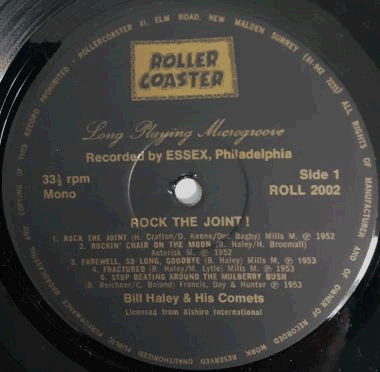 ROLLERCOASTER 41, ELM ROAD, NEW MALDEN SURREY (01-942 7320)
ALL RIGHTS OF MANUFACTURER AND OF OWNER OF RECORDED WORK RESERVED UNAUTHORIZED PUBLIC PERFORMANCE BROADCASTING AND COPYING OF THIS RECORD PROHIBITED
ROLLER
COASTER
Long Playing Microgroove
Recorded by ESSEX, Philadelphia
33⅓ rpm
Mono
Side 1
ROLL 2002
ROCK THE JOINT!
1. ROCK THE JOINT (H. Crafton/D. Keene/Doc Bagby) Mills M. ℗ 1952
2. ROCKIN' CHAIR ON THE MOON (B. Haley/H. Broomall)
Asterisk M. ℗ 1952
3. FAREWELL, SO LONG, GOODBYE (B. Haley) Mills M. ℗ 1953
4. FRACTURED (B. Haley/M. Lytle) Mills M. ℗ 1953
5. STOP BEATING AROUND THE MULBERRY BUSH
(B. Reichner/C. Boland) Francis, Day & Hunter ℗ 1953
Bill Haley & His Comets
Licensed from Alshire International